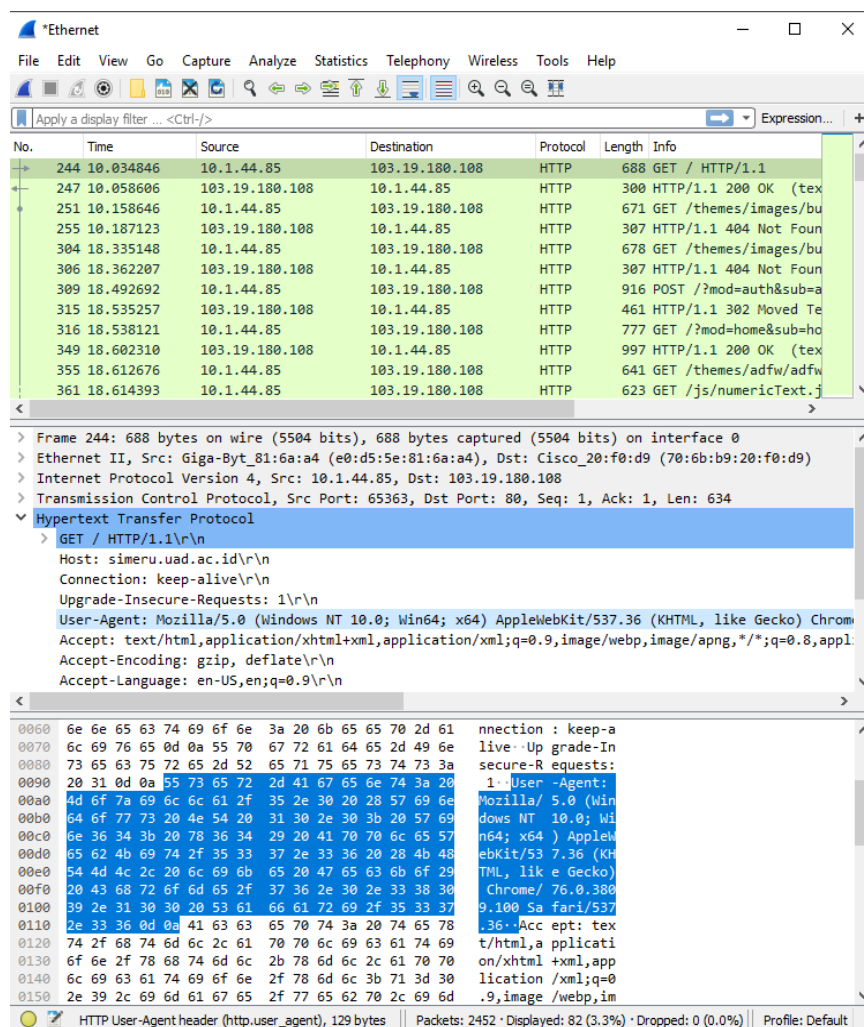 *Ethernet
File Edit View Go Capture Analyze Statistics Telephony Wireless Tools Help
Apply a display filter ... <Ctrl-/> Expression... +
No. Time Source Destination Protocol Length Info
244 10.034846 10.1.44.85 103.19.180.108 HTTP 688 GET / HTTP/1.1
247 10.058606 103.19.180.108 10.1.44.85 HTTP 300 HTTP/1.1 200 OK (tex
251 10.158646 10.1.44.85 103.19.180.108 HTTP 671 GET /themes/images/bu
255 10.187123 103.19.180.108 10.1.44.85 HTTP 307 HTTP/1.1 404 Not Foun
304 18.335148 10.1.44.85 103.19.180.108 HTTP 678 GET /themes/images/bu
306 18.362207 103.19.180.108 10.1.44.85 HTTP 307 HTTP/1.1 404 Not Foun
309 18.492692 10.1.44.85 103.19.180.108 HTTP 916 POST /?mod=auth&sub=a
315 18.535257 103.19.180.108 10.1.44.85 HTTP 461 HTTP/1.1 302 Moved Te
316 18.538121 10.1.44.85 103.19.180.108 HTTP 777 GET /?mod=home&sub=ho
349 18.602310 103.19.180.108 10.1.44.85 HTTP 997 HTTP/1.1 200 OK (tex
355 18.612676 10.1.44.85 103.19.180.108 HTTP 641 GET /themes/adfw/adfw
361 18.614393 10.1.44.85 103.19.180.108 HTTP 623 GET /js/numericText.j
Frame 244: 688 bytes on wire (5504 bits), 688 bytes captured (5504 bits) on interface 0
Ethernet II, Src: Giga-Byt_81:6a:a4 (e0:d5:5e:81:6a:a4), Dst: Cisco_20:f0:d9 (70:6b:b9:20:f0:d9)
Internet Protocol Version 4, Src: 10.1.44.85, Dst: 103.19.180.108
Transmission Control Protocol, Src Port: 65363, Dst Port: 80, Seq: 1, Ack: 1, Len: 634
Hypertext Transfer Protocol
GET / HTTP/1.1\r\n
Host: simeru.uad.ac.id\r\n
Connection: keep-alive\r\n
Upgrade-Insecure-Requests: 1\r\n
User-Agent: Mozilla/5.0 (Windows NT 10.0; Win64; x64) AppleWebKit/537.36 (KHTML, like Gecko) Chrome
Accept: text/html,application/xhtml+xml,application/xml;q=0.9,image/webp,image/apng,*/*;q=0.8,appli
Accept-Encoding: gzip, deflate\r\n
Accept-Language: en-US,en;q=0.9\r\n
0060 6e 6e 65 63 74 69 6f 6e 3a 20 6b 65 65 70 2d 61 nnection : keep-a
0070 6c 69 76 65 0d 0a 55 70 67 72 61 64 65 2d 49 6e live··Up grade-In
0080 73 65 63 75 72 65 2d 52 65 71 75 65 73 74 73 3a secure-R equests:
0090 20 31 0d 0a 55 73 65 72 2d 41 67 65 6e 74 3a 20 1··User -Agent:
00a0 4d 6f 7a 69 6c 6c 61 2f 35 2e 30 20 28 57 69 6e Mozilla/ 5.0 (Win
00b0 64 6f 77 73 20 4e 54 20 31 30 2e 30 3b 20 57 69 dows NT 10.0; Wi
00c0 6e 36 34 3b 20 78 36 34 29 20 41 70 70 6c 65 57 n64; x64 ) AppleW
00d0 65 62 4b 69 74 2f 35 33 37 2e 33 36 20 28 4b 48 ebKit/53 7.36 (KH
00e0 54 4d 4c 2c 20 6c 69 6b 65 20 47 65 63 6b 6f 29 TML, lik e Gecko)
00f0 20 43 68 72 6f 6d 65 2f 37 36 2e 30 2e 33 38 30 Chrome/ 76.0.380
0100 39 2e 31 30 30 20 53 61 66 61 72 69 2f 35 33 37 9.100 Sa fari/537
0110 2e 33 36 0d 0a 41 63 63 65 70 74 3a 20 74 65 78 .36··Acc ept: tex
0120 74 2f 68 74 6d 6c 2c 61 70 70 6c 69 63 61 74 69 t/html,a pplicati
0130 6f 6e 2f 78 68 74 6d 6c 2b 78 6d 6c 2c 61 70 70 on/xhtml +xml,app
0140 6c 69 63 61 74 69 6f 6e 2f 78 6d 6c 3b 71 3d 30 lication /xml;q=0
0150 2e 39 2c 69 6d 61 67 65 2f 77 65 62 70 2c 69 6d .9,image /webp,im
HTTP User-Agent header (http.user_agent), 129 bytes Packets: 2452 · Displayed: 82 (3.3%) · Dropped: 0 (0.0%) Profile: Default